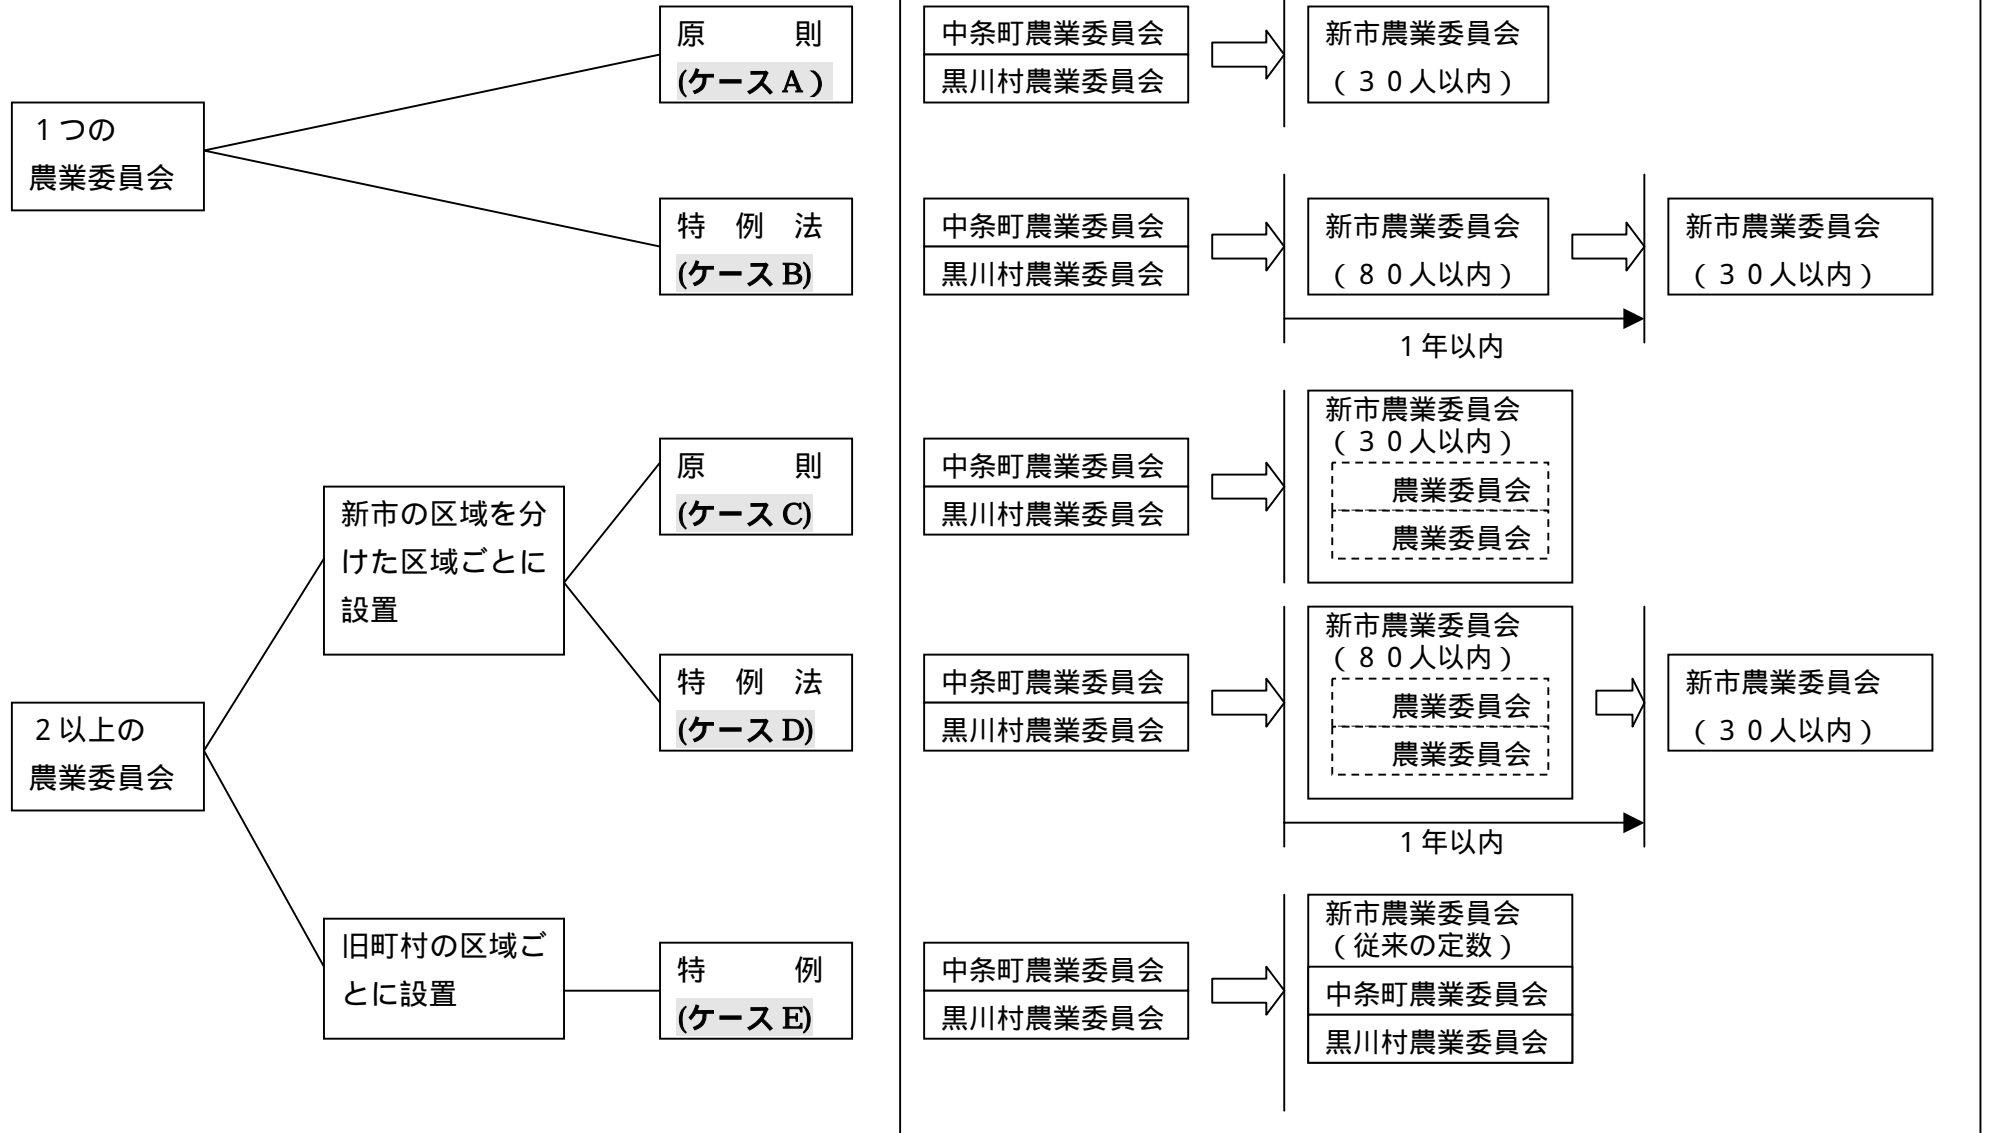 １つの
農業委員会
原　　　則
(ケースA）
中条町農業委員会
黒川村農業委員会
新市農業委員会
（３０人以内）
特　例　法
(ケースB)
中条町農業委員会
黒川村農業委員会
新市農業委員会
（８０人以内）
新市農業委員会
（３０人以内）
１年以内
２以上の
農業委員会
新市の区域を分
けた区域ごとに
設置
原　　　則
(ケースC)
中条町農業委員会
黒川村農業委員会
新市農業委員会
（３０人以内）
農業委員会
農業委員会
特　例　法
(ケースD)
中条町農業委員会
黒川村農業委員会
新市農業委員会
（８０人以内）
農業委員会
農業委員会
新市農業委員会
（３０人以内）
１年以内
旧町村の区域ご
とに設置
特　　　例
(ケースE)
中条町農業委員会
黒川村農業委員会
新市農業委員会
（従来の定数）
中条町農業委員会
黒川村農業委員会